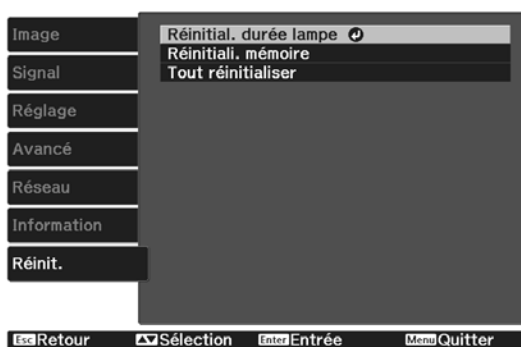 Image
Signal
Réglage
Avancé
Réseau
Information
Réinit.
Réinitial. durée lampe
Réinitiali. mémoire
Tout réinitialiser
Esc Retour
Sélection
Enter Entrée
Menu Quitter